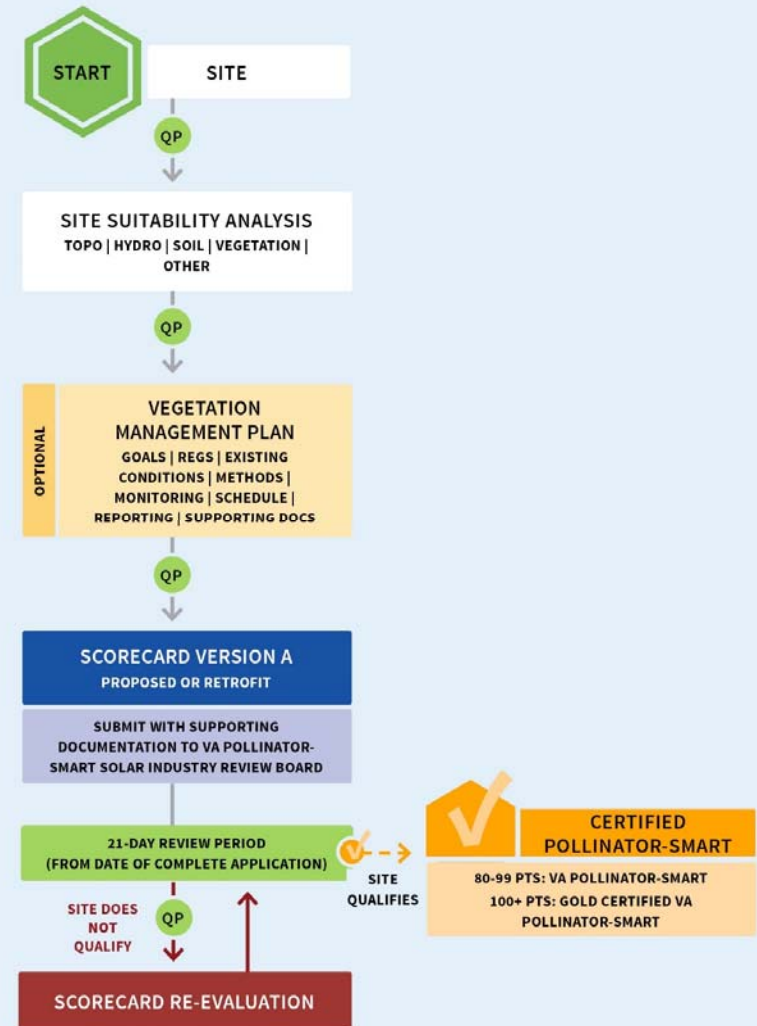 START
SITE
QP
SITE SUITABILITY ANALYSIS
TOPO | HYDRO | SOIL | VEGETATION |
OTHER
QP
OPTIONAL
VEGETATION
MANAGEMENT PLAN
GOALS | REGS | EXISTING
CONDITIONS | METHODS |
MONITORING | SCHEDULE |
REPORTING | SUPPORTING DOCS
QP
SCORECARD VERSION A
PROPOSED OR RETROFIT
SUBMIT WITH SUPPORTING
DOCUMENTATION TO VA POLLINATOR-
SMART SOLAR INDUSTRY REVIEW BOARD
21-DAY REVIEW PERIOD
(FROM DATE OF COMPLETE APPLICATION)
SITE
QUALIFIES
CERTIFIED
POLLINATOR-SMART
80-99 PTS: VA POLLINATOR-SMART
100+ PTS: GOLD CERTIFIED VA
POLLINATOR-SMART
SITE DOES
NOT
QUALIFY
QP
SCORECARD RE-EVALUATION